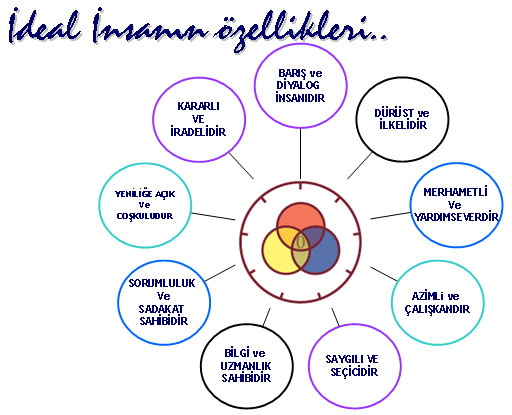 İdeal İnsanın özellikleri..
BARIŞ ve
DİYALOG
İNSANIDIR
DÜRÜST ve
İLKELİDİR
MERHAMETLİ
Ve
YARDIMSEVERDİR
AZİMLİ ve
ÇALIŞKANDIR
SAYGILI VE
SEÇİCİDİR
BİLGİ ve
UZMANLIK
SAHİBİDİR
SORUMLULUK
Ve
SADAKAT
SAHİBİDİR
YENİLİĞE AÇIK
ve
COŞKULUDUR
KARARLI
VE
İRADELİDİR
0